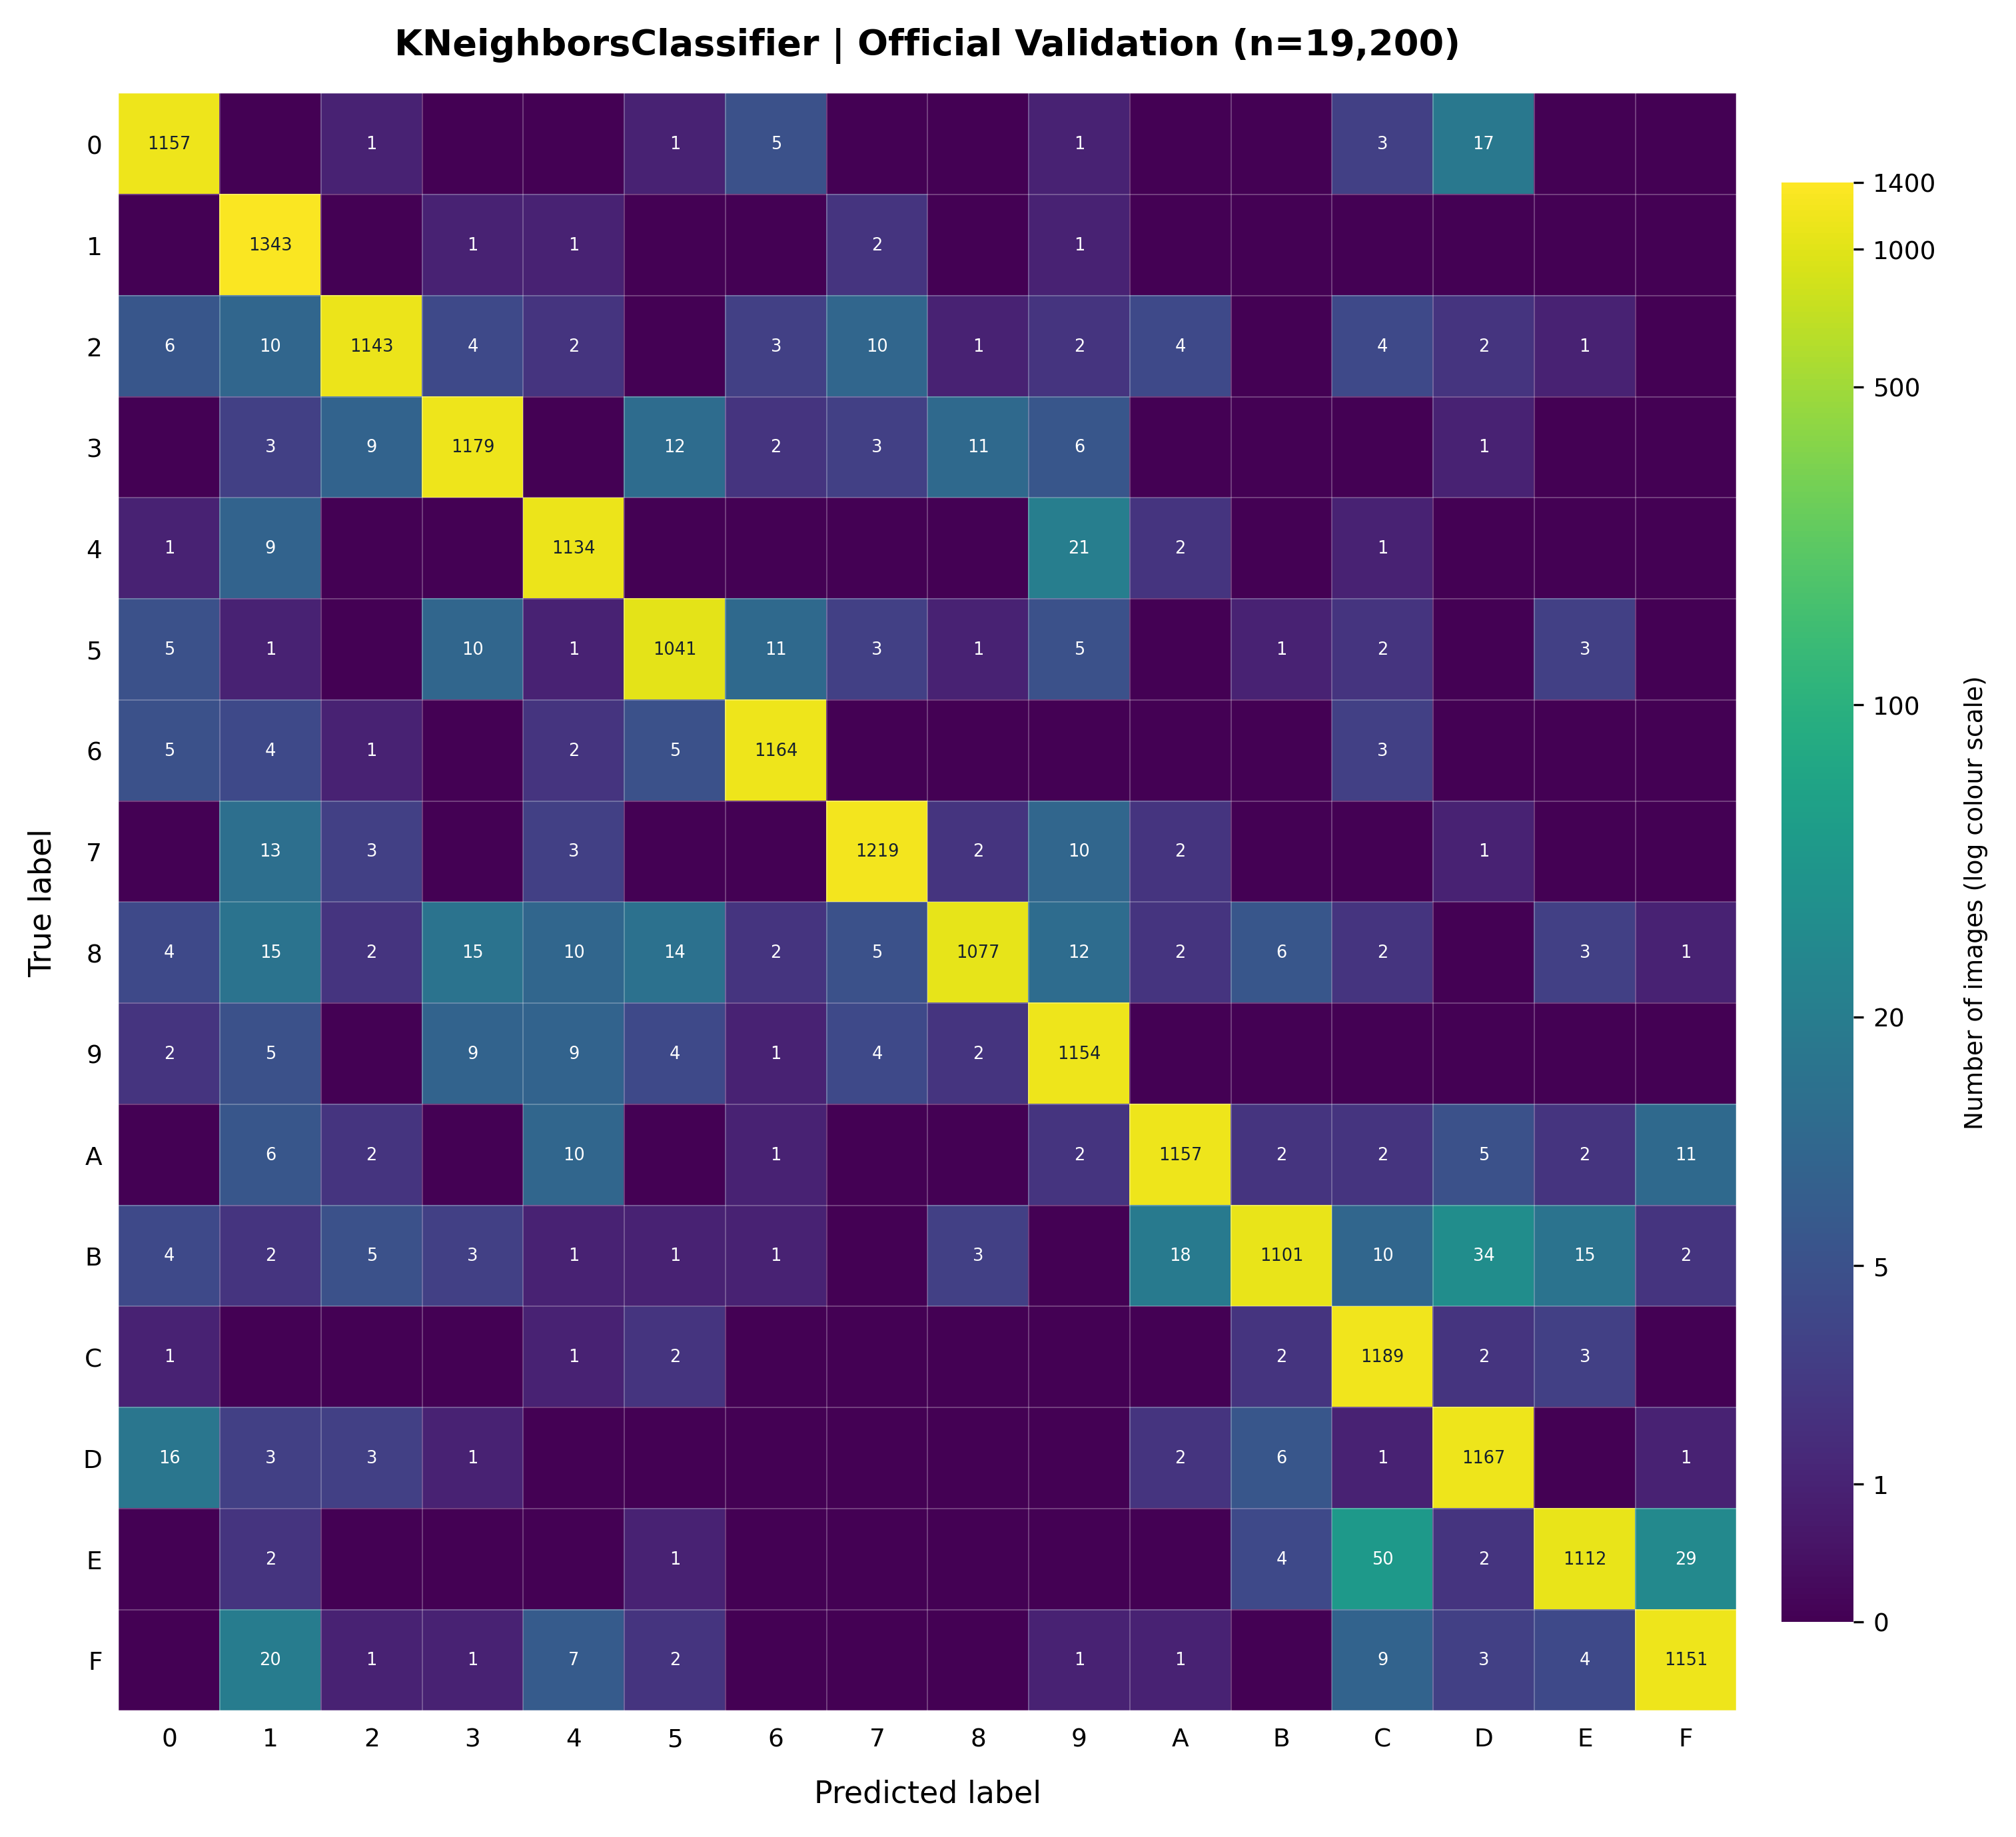 KNeighborsClassifier | Official Validation (n=19,200)
0 1157 1 1 5 1 3 17
1 1343 1 1 2 1
2 6 10 1143 4 2 3 10 1 2 4 4 2 1
3 3 9 1179 12 2 3 11 6 1
4 1 9 1134 21 2 1
5 5 1 10 1 1041 11 3 1 5 1 2 3
6 5 4 1 2 5 1164 3
7 13 3 3 1219 2 10 2 1
8 4 15 2 15 10 14 2 5 1077 12 2 6 2 3 1
9 2 5 9 9 4 1 4 2 1154
A 6 2 10 1 2 1157 2 2 5 2 11
B 4 2 5 3 1 1 1 3 18 1101 10 34 15 2
C 1 1 2 2 1189 2 3
D 16 3 3 1 2 6 1 1167 1
E 2 1 4 50 2 1112 29
F 20 1 1 7 2 1 1 9 3 4 1151
0 1 2 3 4 5 6 7 8 9 A B C D E F
Predicted label
True label
1400
1000
500
100
20
5
1
0
Number of images (log colour scale)